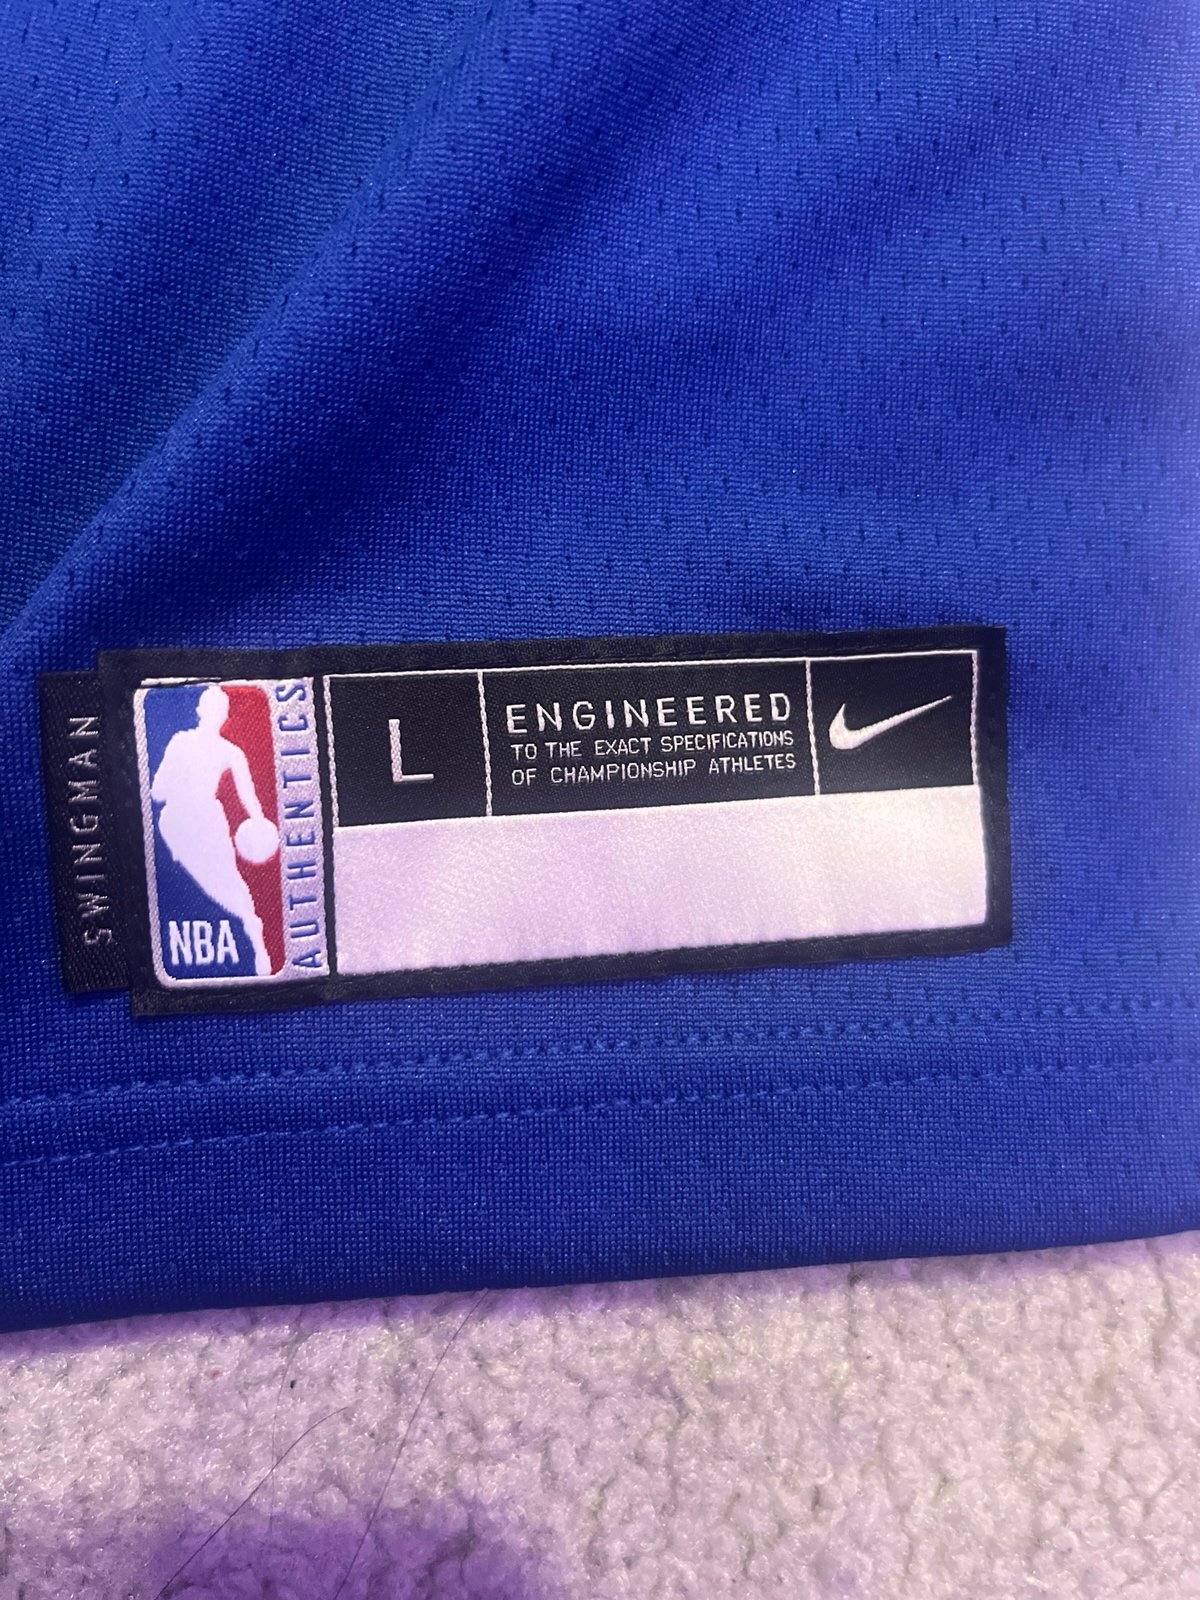 SWINGMAN
NBA
AUTHENTICS
L
ENGINEERED
TO THE EXACT SPECIFICATIONS
OF CHAMPIONSHIP ATHLETES